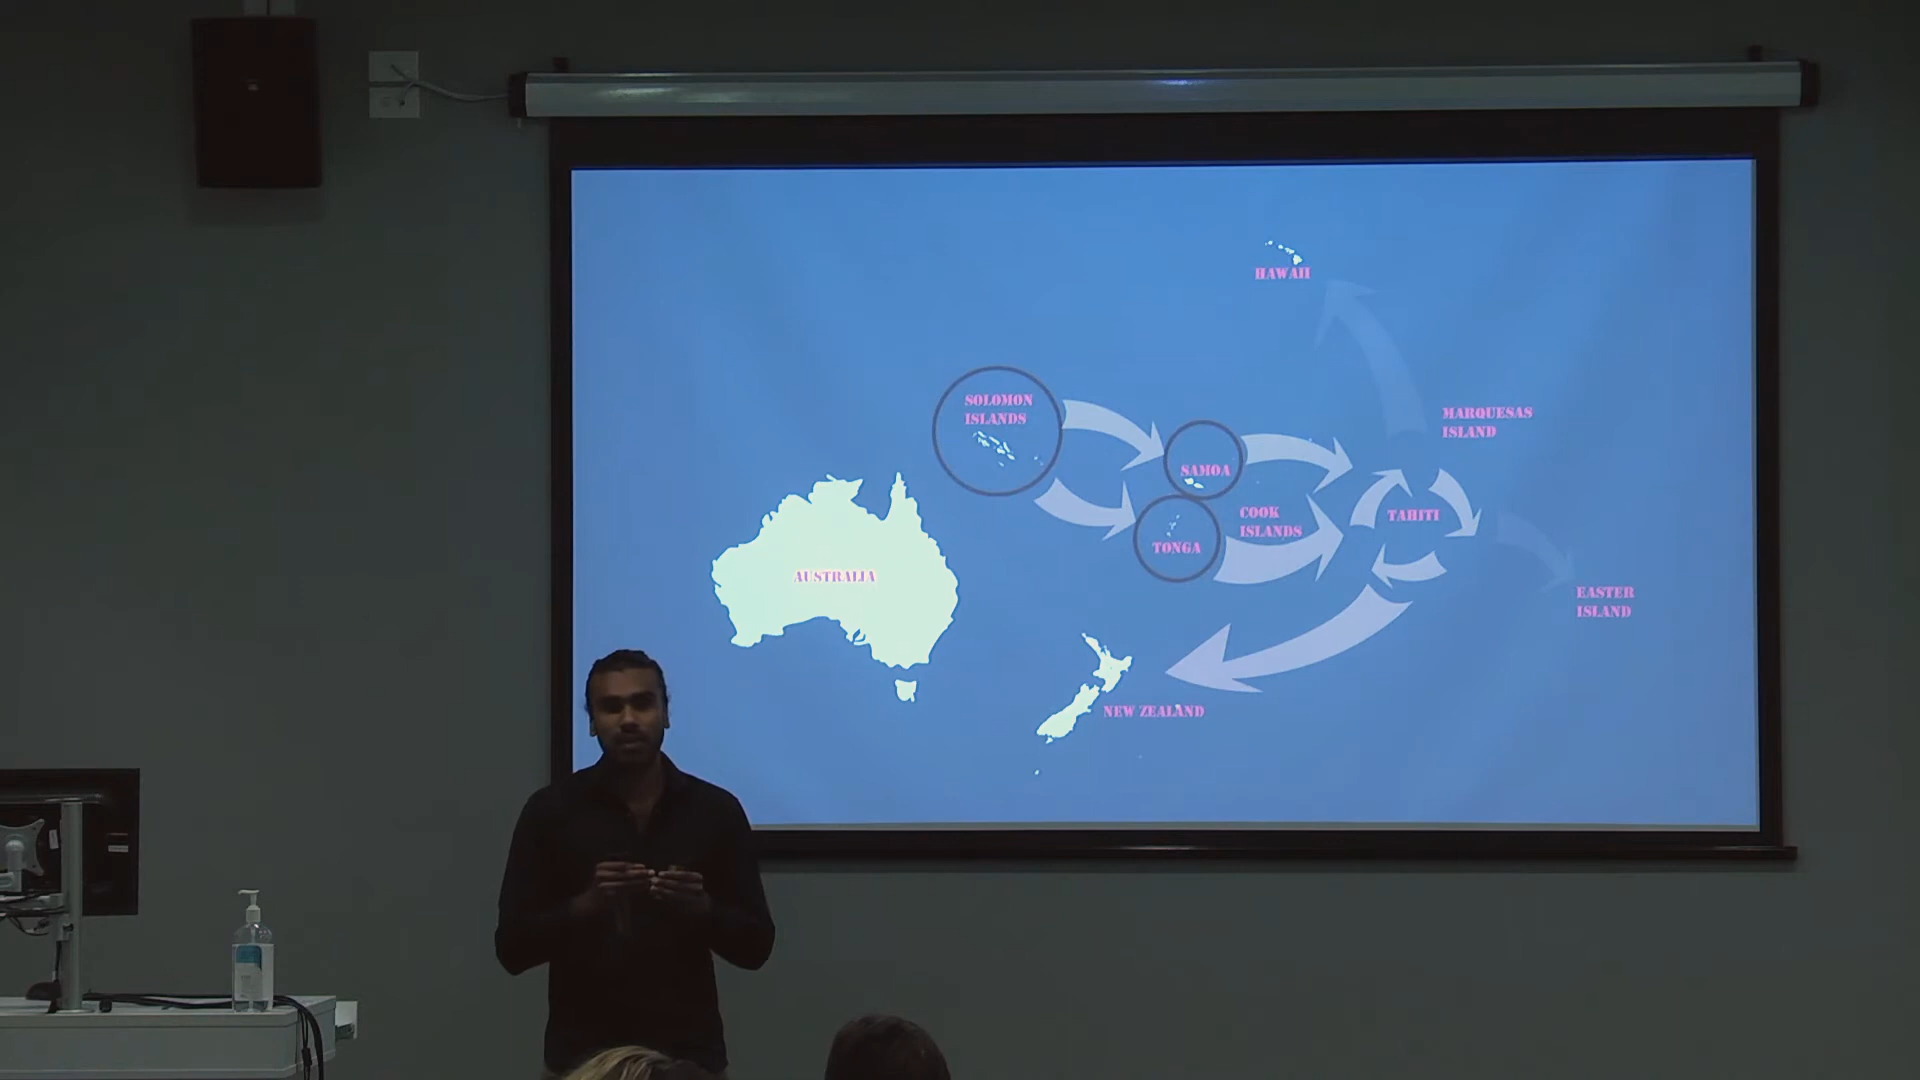 HAWAII
SOLOMON
ISLANDS
MARQUESAS
ISLAND
SAMOA
COOK
ISLANDS
TAHITI
TONGA
AUSTRALIA
EASTER
ISLAND
NEW ZEALAND